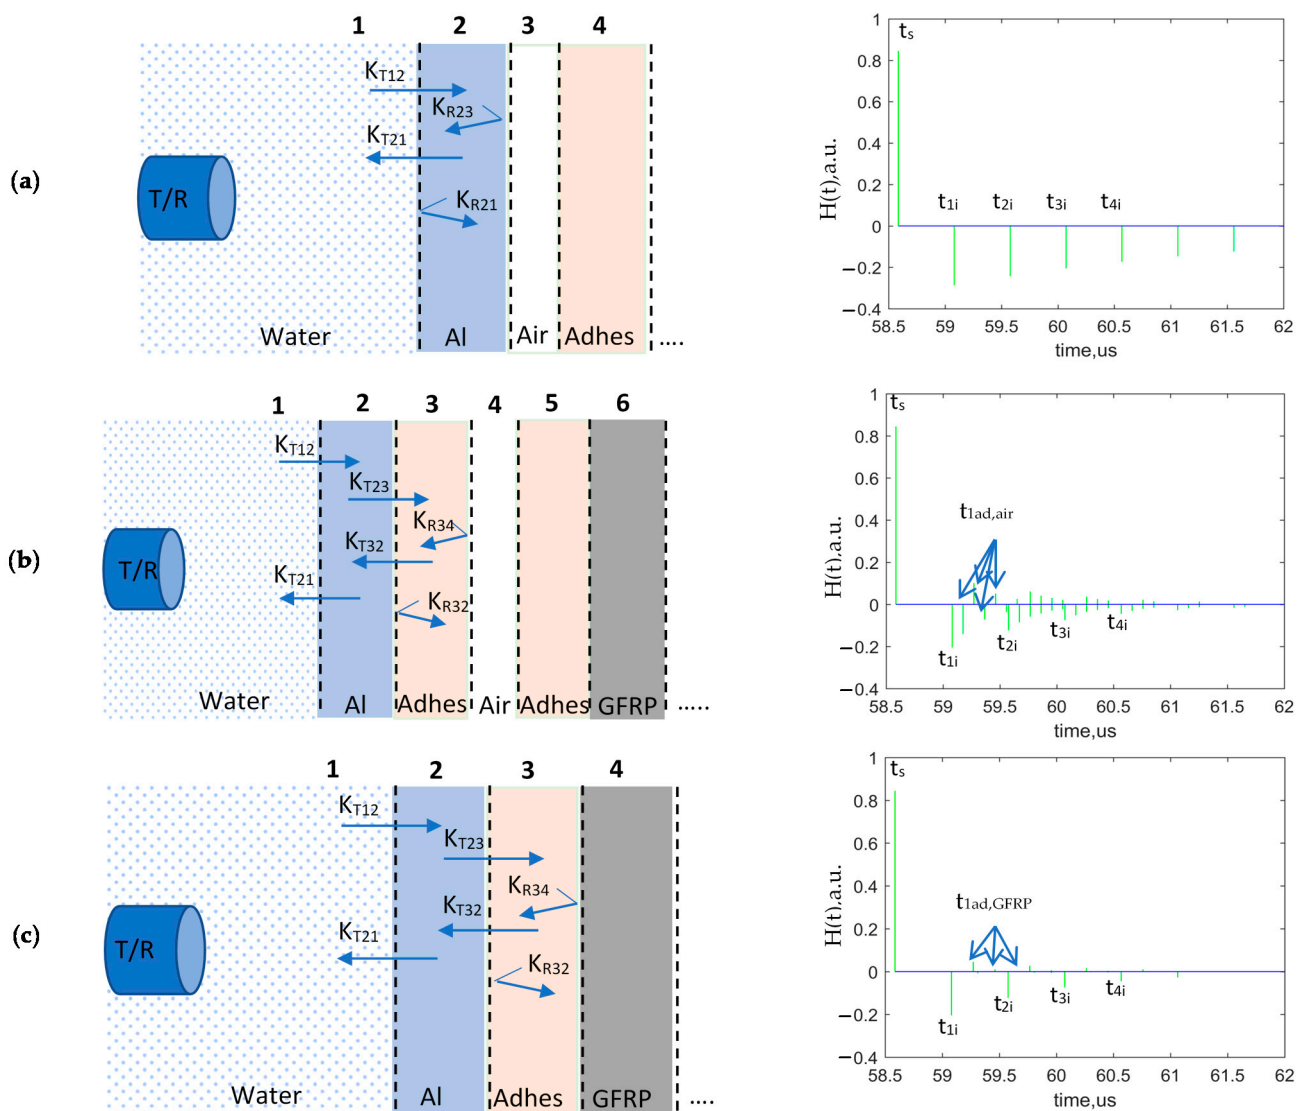 (a)
1 2 3 4
K_T12
K_R23
K_T21
K_R21
T/R
Water Al Air Adhes ....
H(t),a.u.
1
0.8
0.6
0.4
0.2
0
−0.2
−0.4
t_s
t_1i t_2i t_3i t_4i
58.5 59 59.5 60 60.5 61 61.5 62
time,us
(b)
1 2 3 4 5 6
K_T12
K_T23
K_R34
K_T32
K_T21
K_R32
T/R
Water Al Adhes Air Adhes GFRP .....
H(t),a.u.
1
0.8
0.6
0.4
0.2
0
−0.2
−0.4
t_s
t_1ad,air
t_1i t_2i t_3i t_4i
58.5 59 59.5 60 60.5 61 61.5 62
time,us
(c)
1 2 3 4
K_T12
K_T23
K_R34
K_T32
K_T21
K_R32
T/R
Water Al Adhes GFRP ....
H(t),a.u.
1
0.8
0.6
0.4
0.2
0
−0.2
−0.4
t_s
t_1ad,GFRP
t_1i t_2i t_3i t_4i
58.5 59 59.5 60 60.5 61 61.5 62
time,us